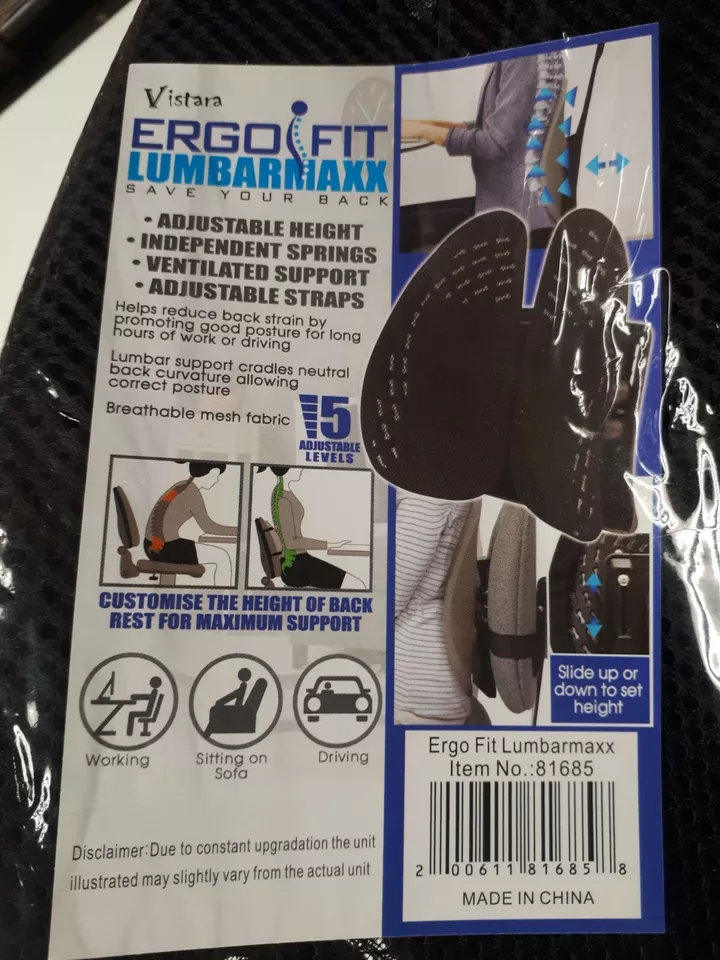 Vistara
ERGO FIT
LUMBARMAXX
SAVE YOUR BACK
• ADJUSTABLE HEIGHT
• INDEPENDENT SPRINGS
• VENTILATED SUPPORT
• ADJUSTABLE STRAPS
Helps reduce back strain by
promoting good posture for long
hours of work or driving
Lumbar support cradles neutral
back curvature allowing
correct posture
Breathable mesh fabric
5
ADJUSTABLE
LEVELS
CUSTOMISE THE HEIGHT OF BACK
REST FOR MAXIMUM SUPPORT
Working
Sitting on
Sofa
Driving
Disclaimer:Due to constant upgradation the unit
illustrated may slightly vary from the actual unit
Slide up or
down to set
height
Ergo Fit Lumbarmaxx
Item No.:81685
2 00611 81685 8
MADE IN CHINA